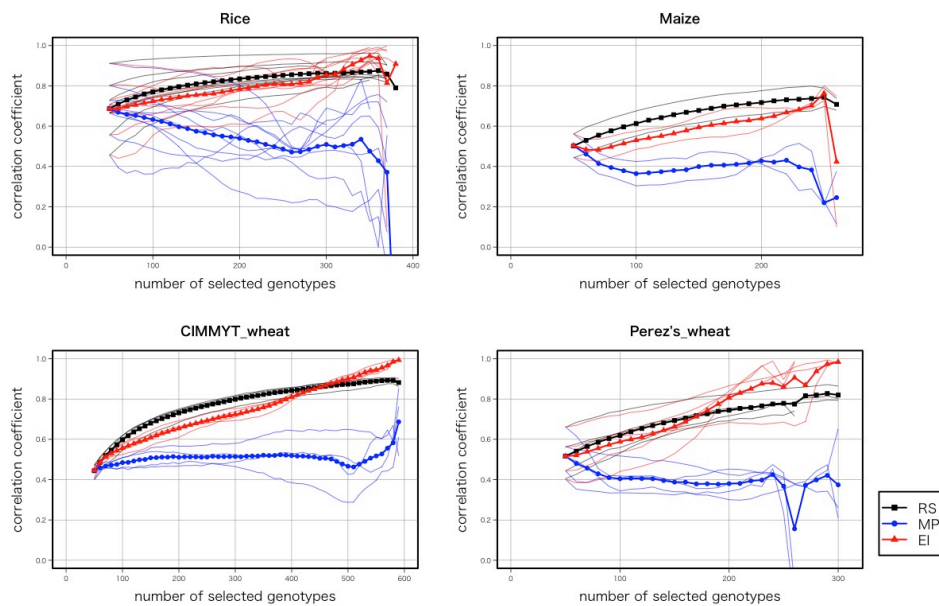 Rice
1.0
0.8
0.6
0.4
0.2
0.0
correlation coefficient
0 100 200 300 400
number of selected genotypes
Maize
1.0
0.8
0.6
0.4
0.2
0.0
correlation coefficient
0 100 200
number of selected genotypes
CIMMYT_wheat
1.0
0.8
0.6
0.4
0.2
0.0
correlation coefficient
0 100 200 300 400 500 600
number of selected genotypes
Perez's_wheat
1.0
0.8
0.6
0.4
0.2
0.0
correlation coefficient
0 100 200 300
number of selected genotypes
RS
MP
EI